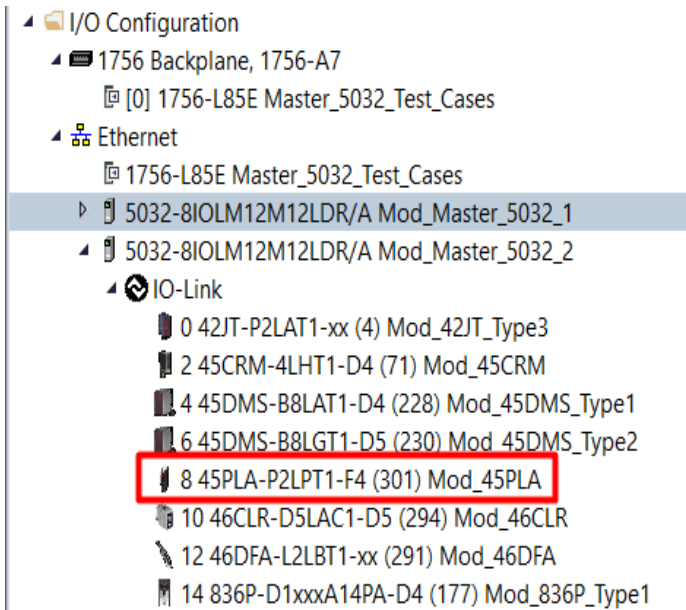 I/O Configuration
1756 Backplane, 1756-A7
[0] 1756-L85E Master_5032_Test_Cases
Ethernet
1756-L85E Master_5032_Test_Cases
5032-8IOLM12M12LDR/A Mod_Master_5032_1
5032-8IOLM12M12LDR/A Mod_Master_5032_2
IO-Link
0 42JT-P2LAT1-xx (4) Mod_42JT_Type3
2 45CRM-4LHT1-D4 (71) Mod_45CRM
4 45DMS-B8LAT1-D4 (228) Mod_45DMS_Type1
6 45DMS-B8LGT1-D5 (230) Mod_45DMS_Type2
8 45PLA-P2LPT1-F4 (301) Mod_45PLA
10 46CLR-D5LAC1-D5 (294) Mod_46CLR
12 46DFA-L2LBT1-xx (291) Mod_46DFA
14 836P-D1xxxA14PA-D4 (177) Mod_836P_Type1